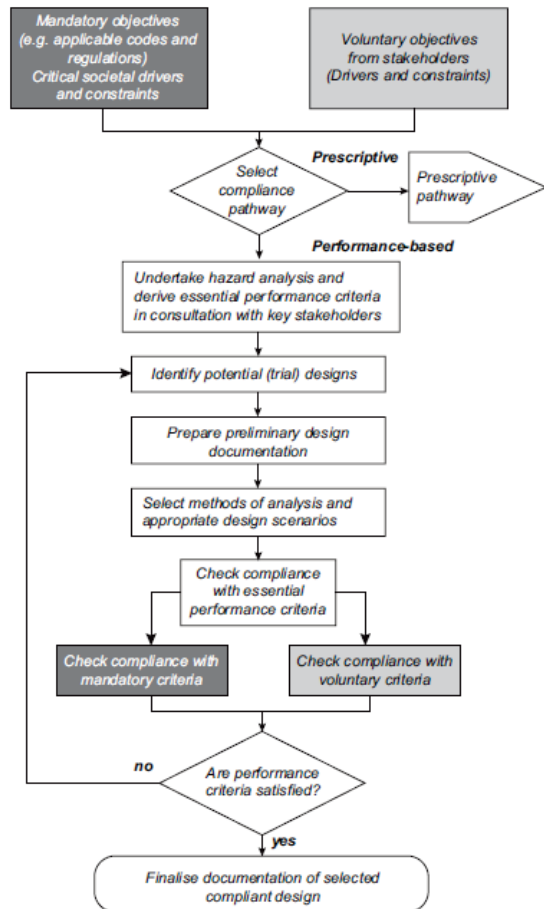 Mandatory objectives
(e.g. applicable codes and
regulations)
Critical societal drivers
and constraints
Voluntary objectives
from stakeholders
(Drivers and constraints)
Select
compliance
pathway
Prescriptive
Prescriptive
pathway
Performance-based
Undertake hazard analysis and
derive essential performance criteria
in consultation with key stakeholders
Identify potential (trial) designs
Prepare preliminary design
documentation
Select methods of analysis and
appropriate design scenarios
Check compliance
with essential
performance criteria
Check compliance with
mandatory criteria
Check compliance with
voluntary criteria
no
Are performance
criteria satisfied?
yes
Finalise documentation of selected
compliant design